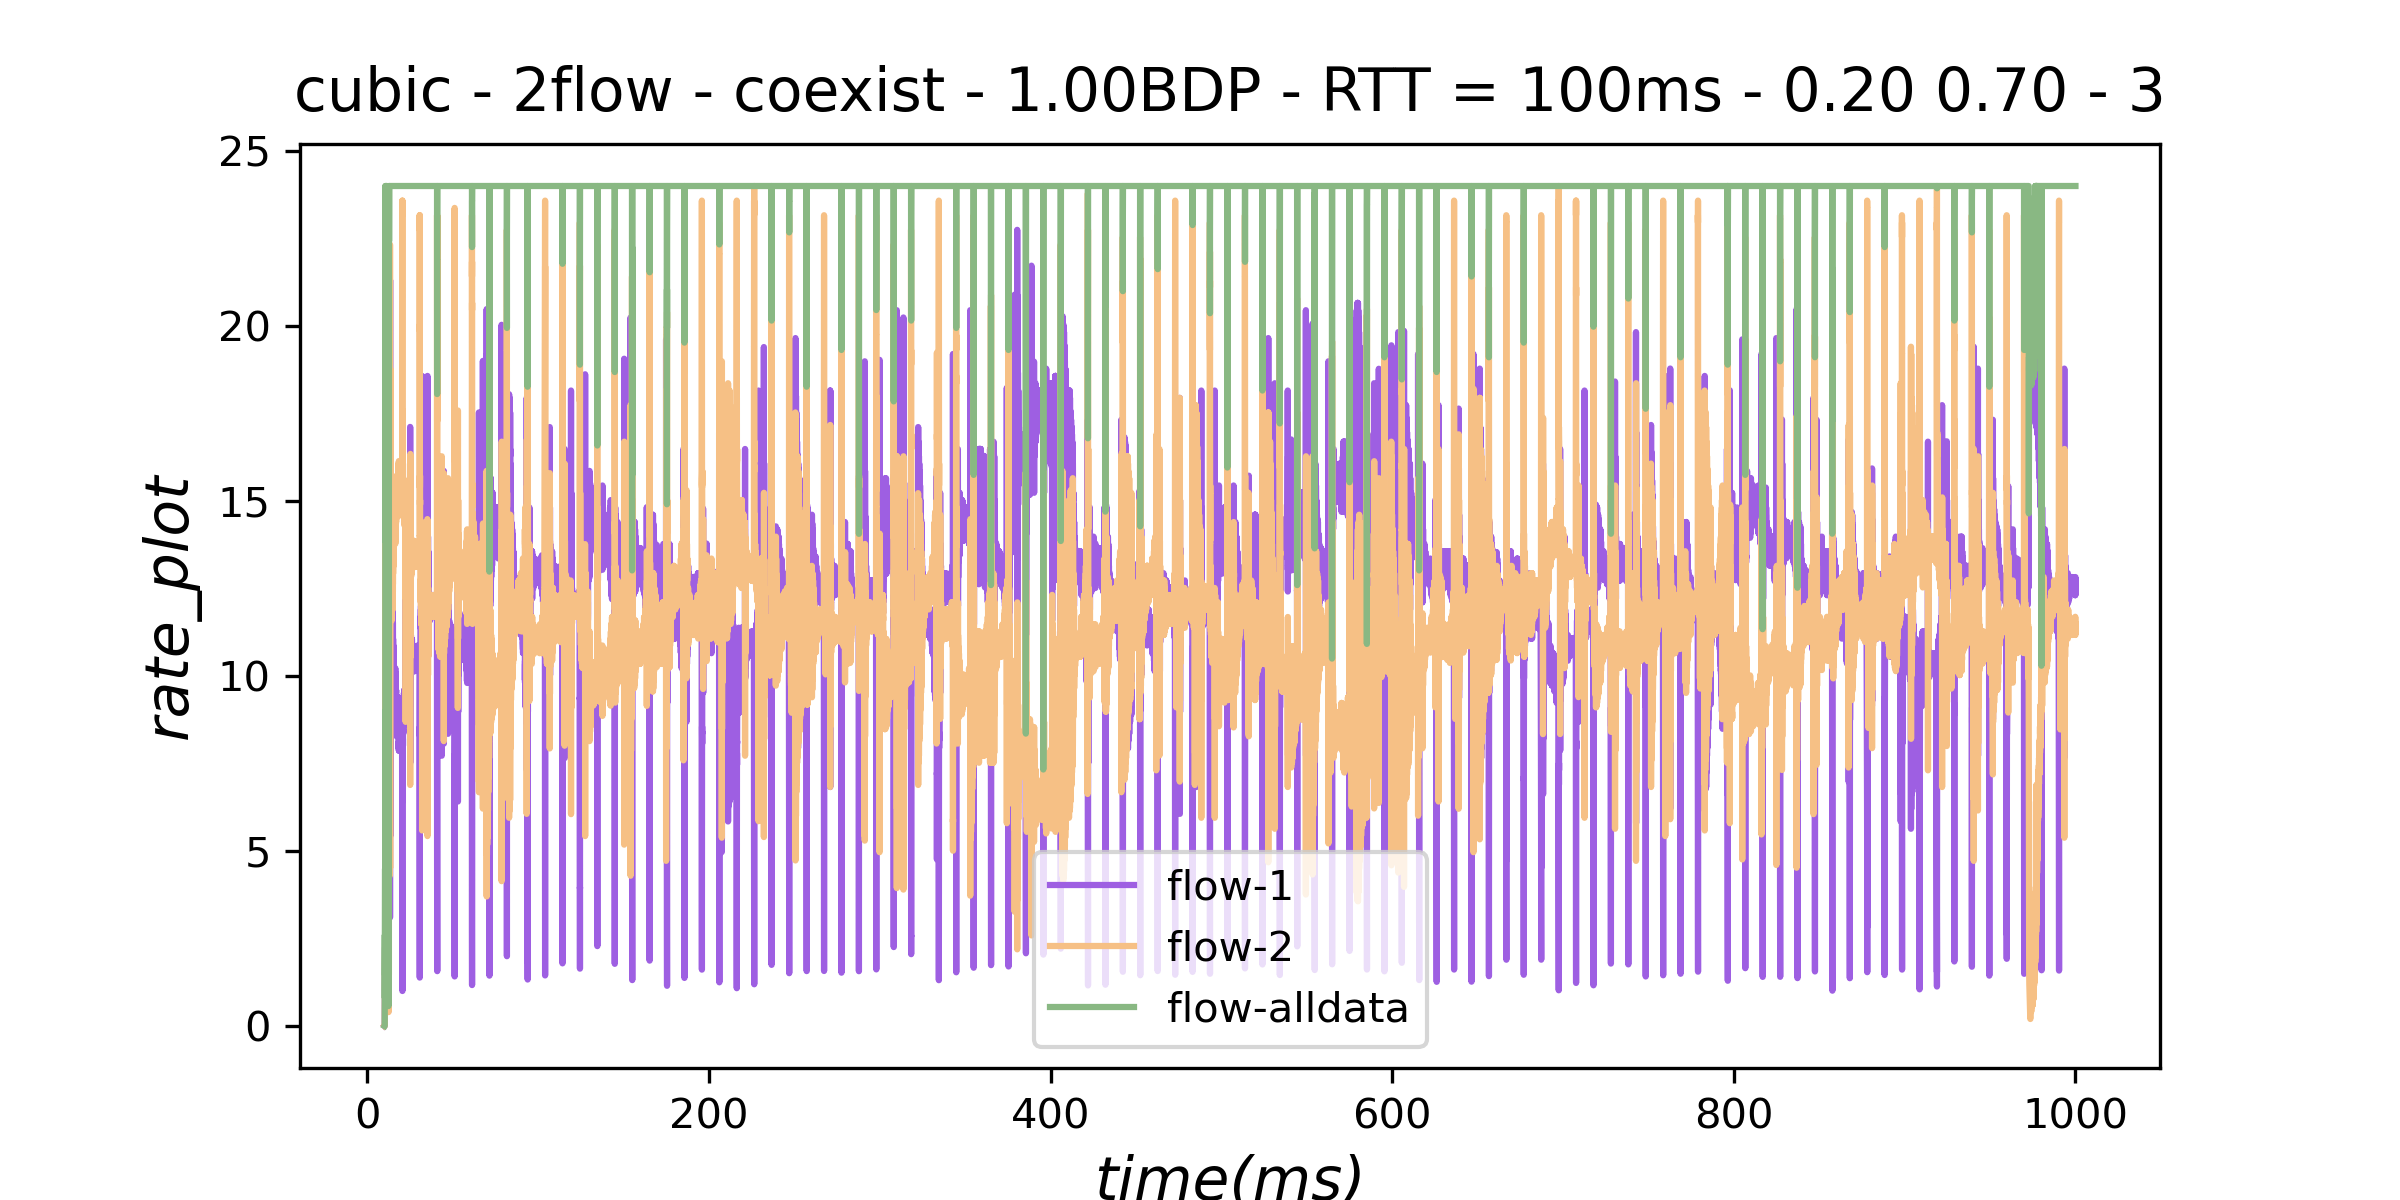 cubic - 2flow - coexist - 1.00BDP - RTT = 100ms - 0.20 0.70 - 3
25
20
15
10
5
0
rate_plot
flow-1
flow-2
flow-alldata
0 200 400 600 800 1000
time(ms)